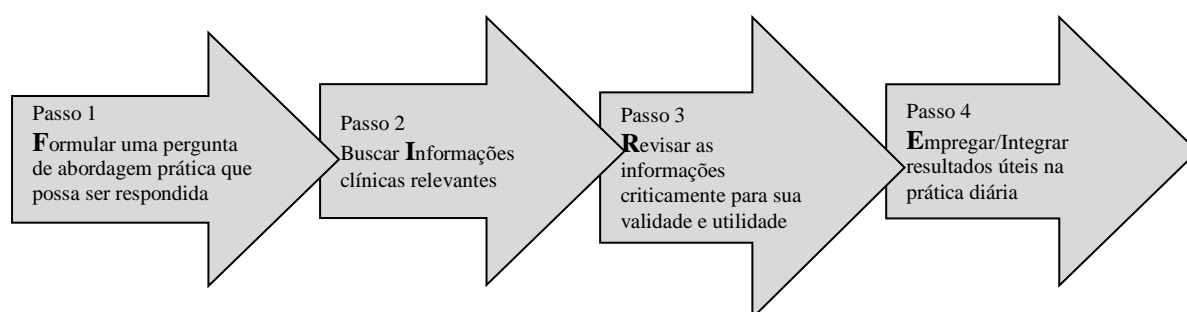 Passo 1
Formular uma pergunta
de abordagem prática que
possa ser respondida
Passo 2
Buscar Informações
clínicas relevantes
Passo 3
Revisar as
informações
criticamente para sua
validade e utilidade
Passo 4
Empregar/Integrar
resultados úteis na
prática diária